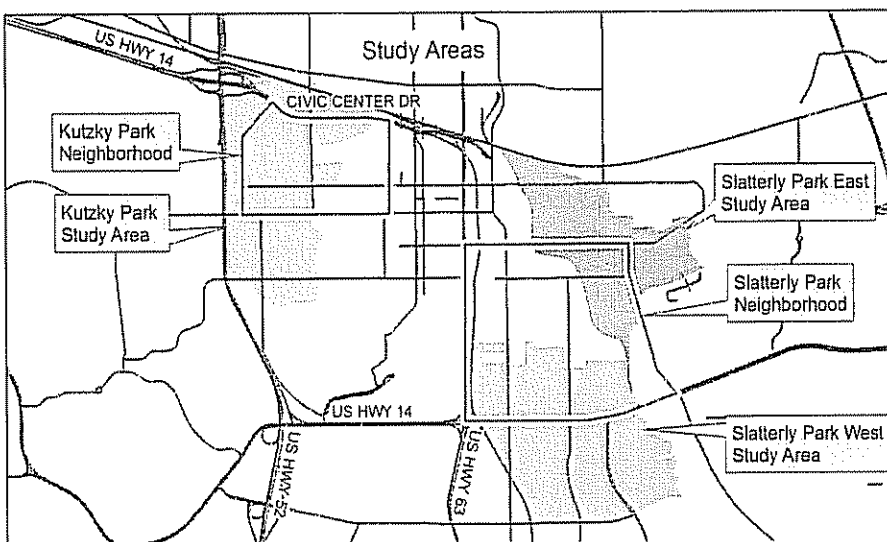 US HWY 14
Study Areas
CIVIC CENTER DR
Kutzky Park
Neighborhood
Slatterly Park East
Study Area
Kutzky Park
Study Area
Slatterly Park
Neighborhood
US HWY 14
US HWY 52
US HWY 63
Slatterly Park West
Study Area